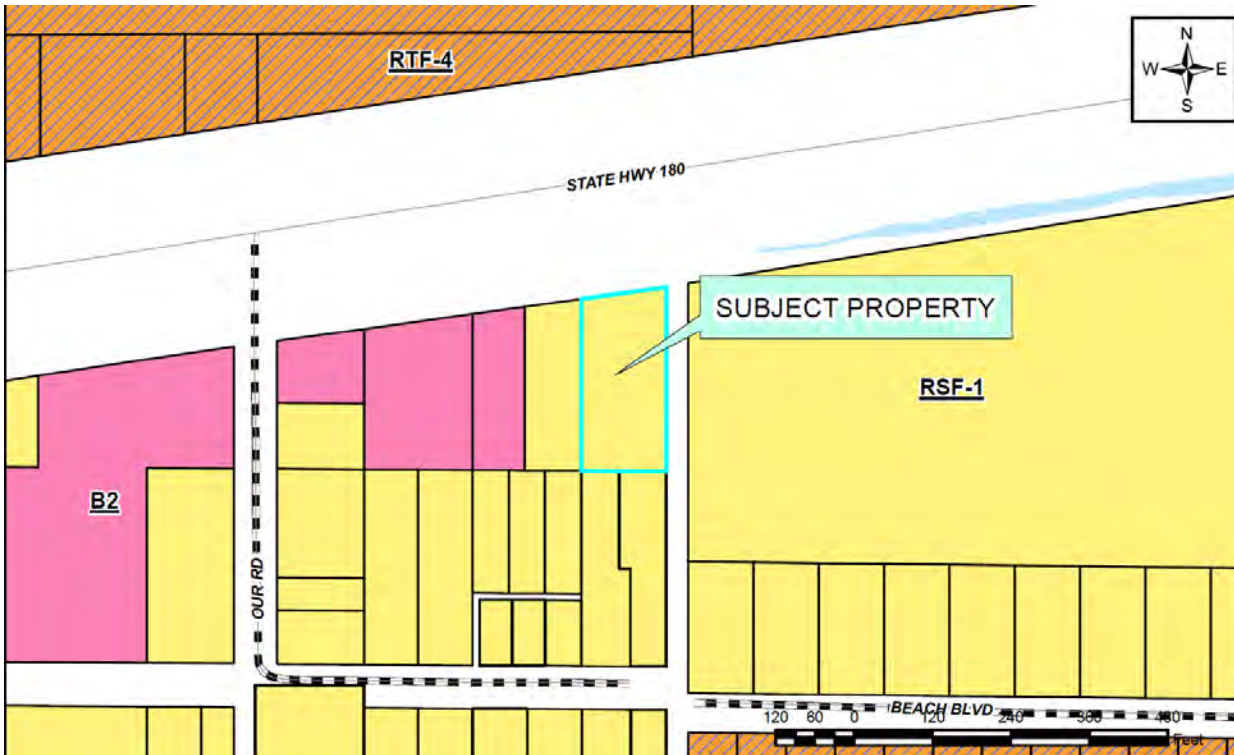 RTF-4
N
W E
S
STATE HWY 180
SUBJECT PROPERTY
RSF-1
B2
OUR RD
BEACH BLVD
120 60 0 120 240 360 480
Feet